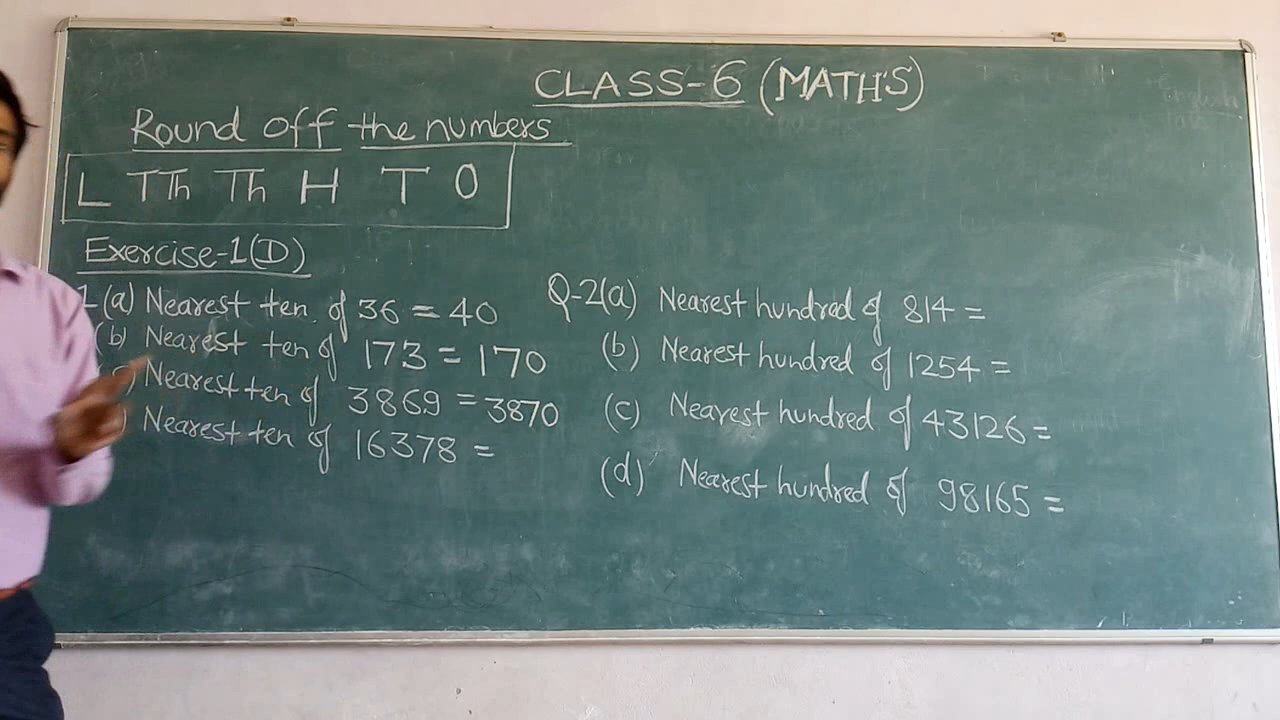 CLASS-6 (MATH'S)
Round off the numbers
L TTh Th H T O
Exercise-1(D)
1-(a) Nearest ten of 36 = 40
(b) Nearest ten of 173 = 170
Nearest ten of 3869 = 3870
Nearest ten of 16378 =
Q-2(a) Nearest hundred of 814 =
(b) Nearest hundred of 1254 =
(c) Nearest hundred of 43126 =
(d) Nearest hundred of 98165 =